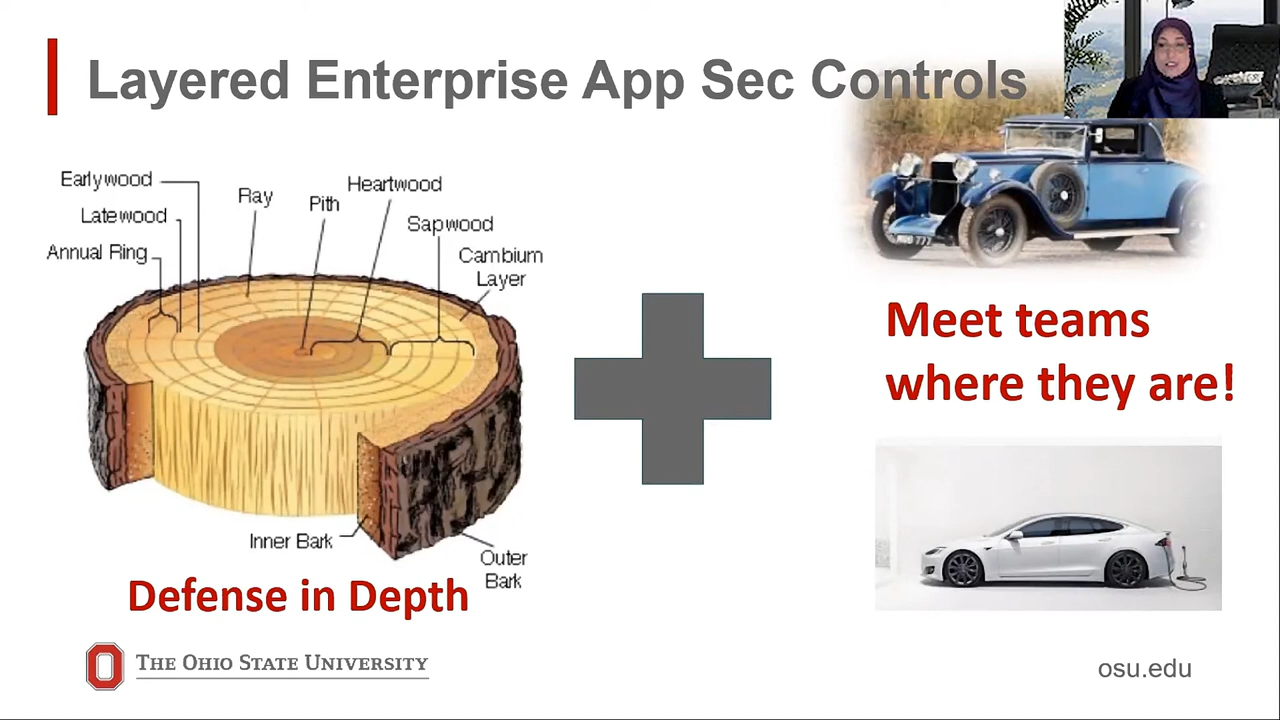 Layered Enterprise App Sec Controls
Earlywood
Latewood
Annual Ring
Ray
Pith
Heartwood
Sapwood
Cambium
Layer
Inner Bark
Outer
Bark
Defense in Depth
Meet teams
where they are!
THE OHIO STATE UNIVERSITY
osu.edu